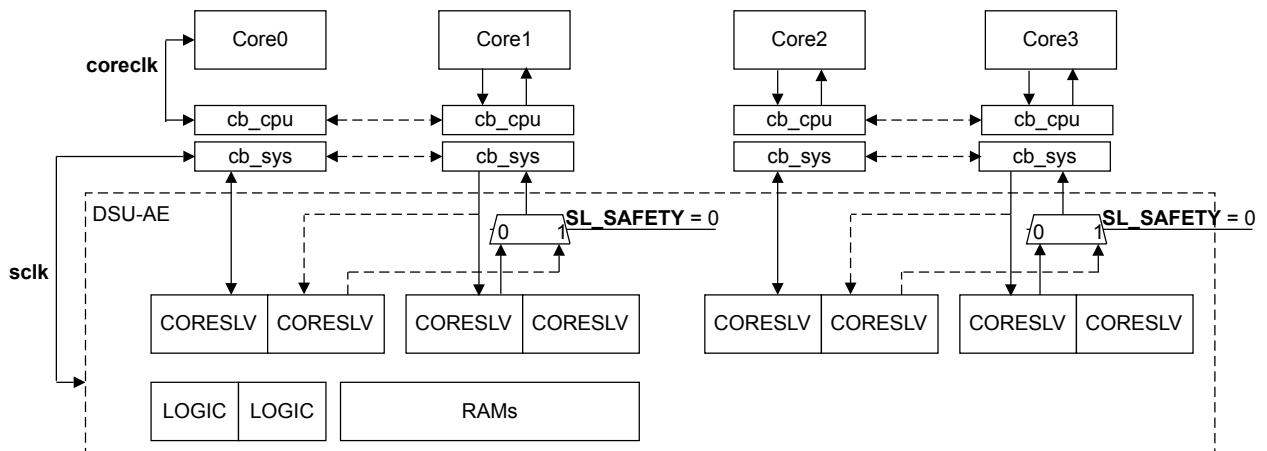 Core0 Core1 Core2 Core3
coreclk
cb_cpu cb_cpu cb_cpu cb_cpu
cb_sys cb_sys cb_sys cb_sys
DSU-AE
SL_SAFETY = 0 SL_SAFETY = 0
0 1 0 1
sclk
CORESLV CORESLV CORESLV CORESLV CORESLV CORESLV CORESLV CORESLV
LOGIC LOGIC RAMs